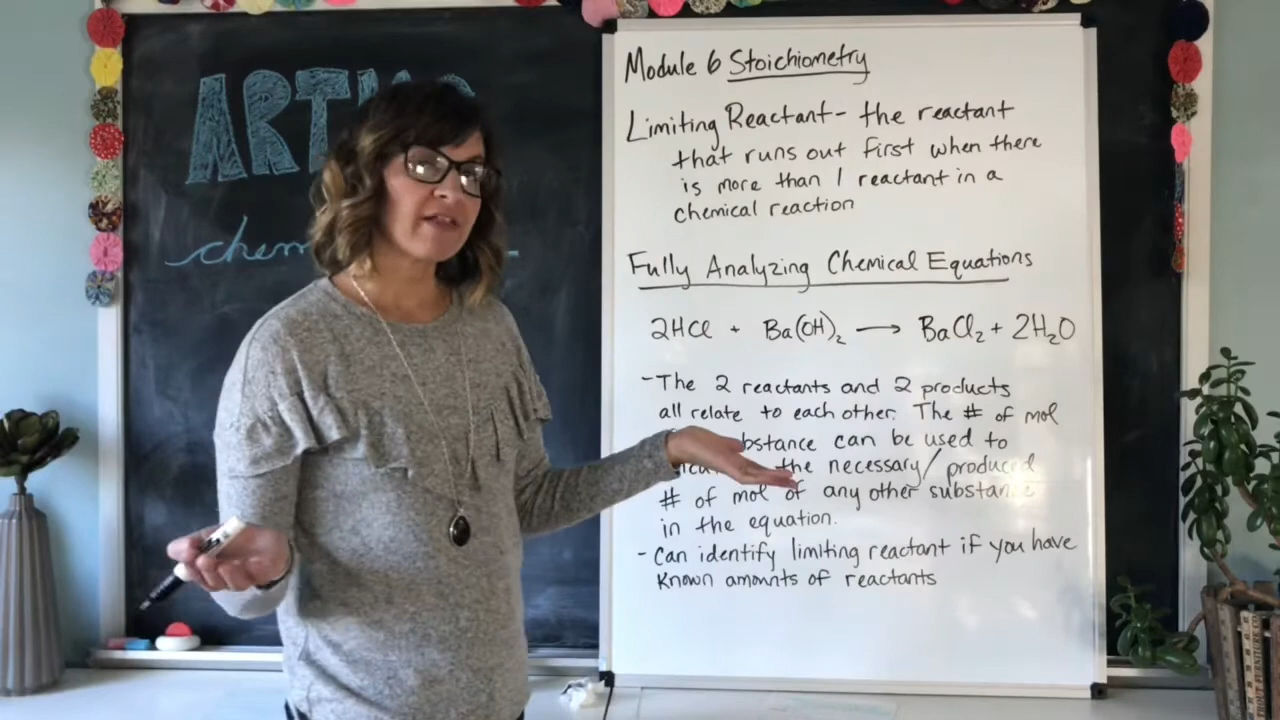 Module 6 Stoichiometry
Limiting Reactant- the reactant
that runs out first when there
is more than 1 reactant in a
chemical reaction
Fully Analyzing Chemical Equations
2HCl + Ba(OH)₂ ⟶ BaCl₂ + 2H₂O
-The 2 reactants and 2 products
all relate to each other. The # of mol
can be used to
the necessary/produced
# of mol of any other substance
in the equation.
- Can identify limiting reactant if you have
known amounts of reactants
ART
chem